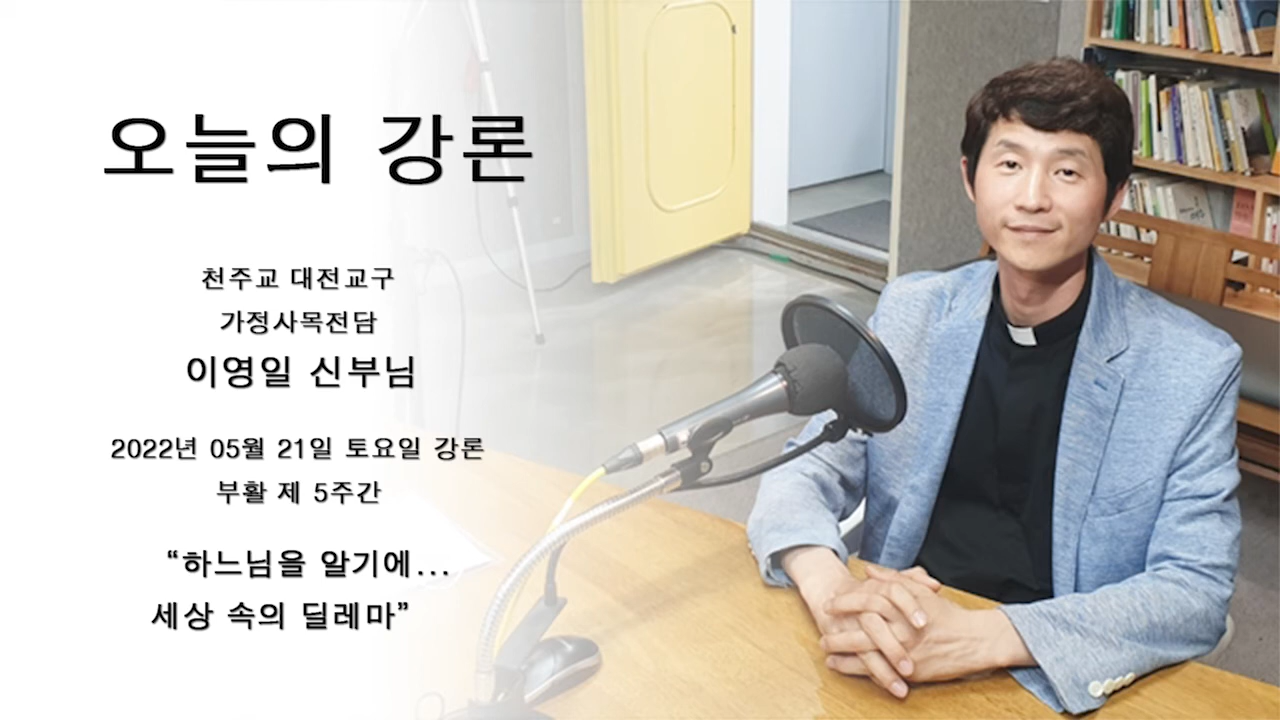 오늘의 강론
천주교 대전교구
가정사목전담
이영일 신부님
2022년 05월 21일 토요일 강론
부활 제 5주간
“하느님을 알기에...
세상 속의 딜레마”